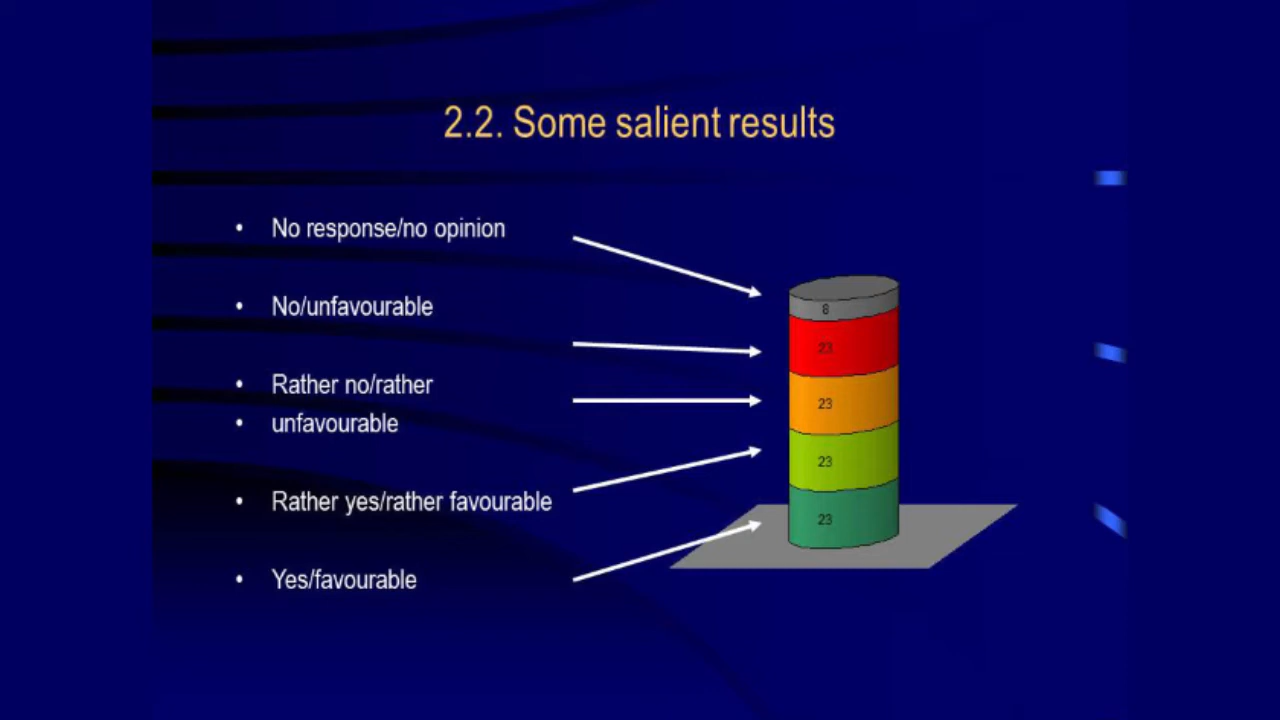 2.2. Some salient results
• No response/no opinion
• No/unfavourable
• Rather no/rather
• unfavourable
• Rather yes/rather favourable
• Yes/favourable
8
23
23
23
23